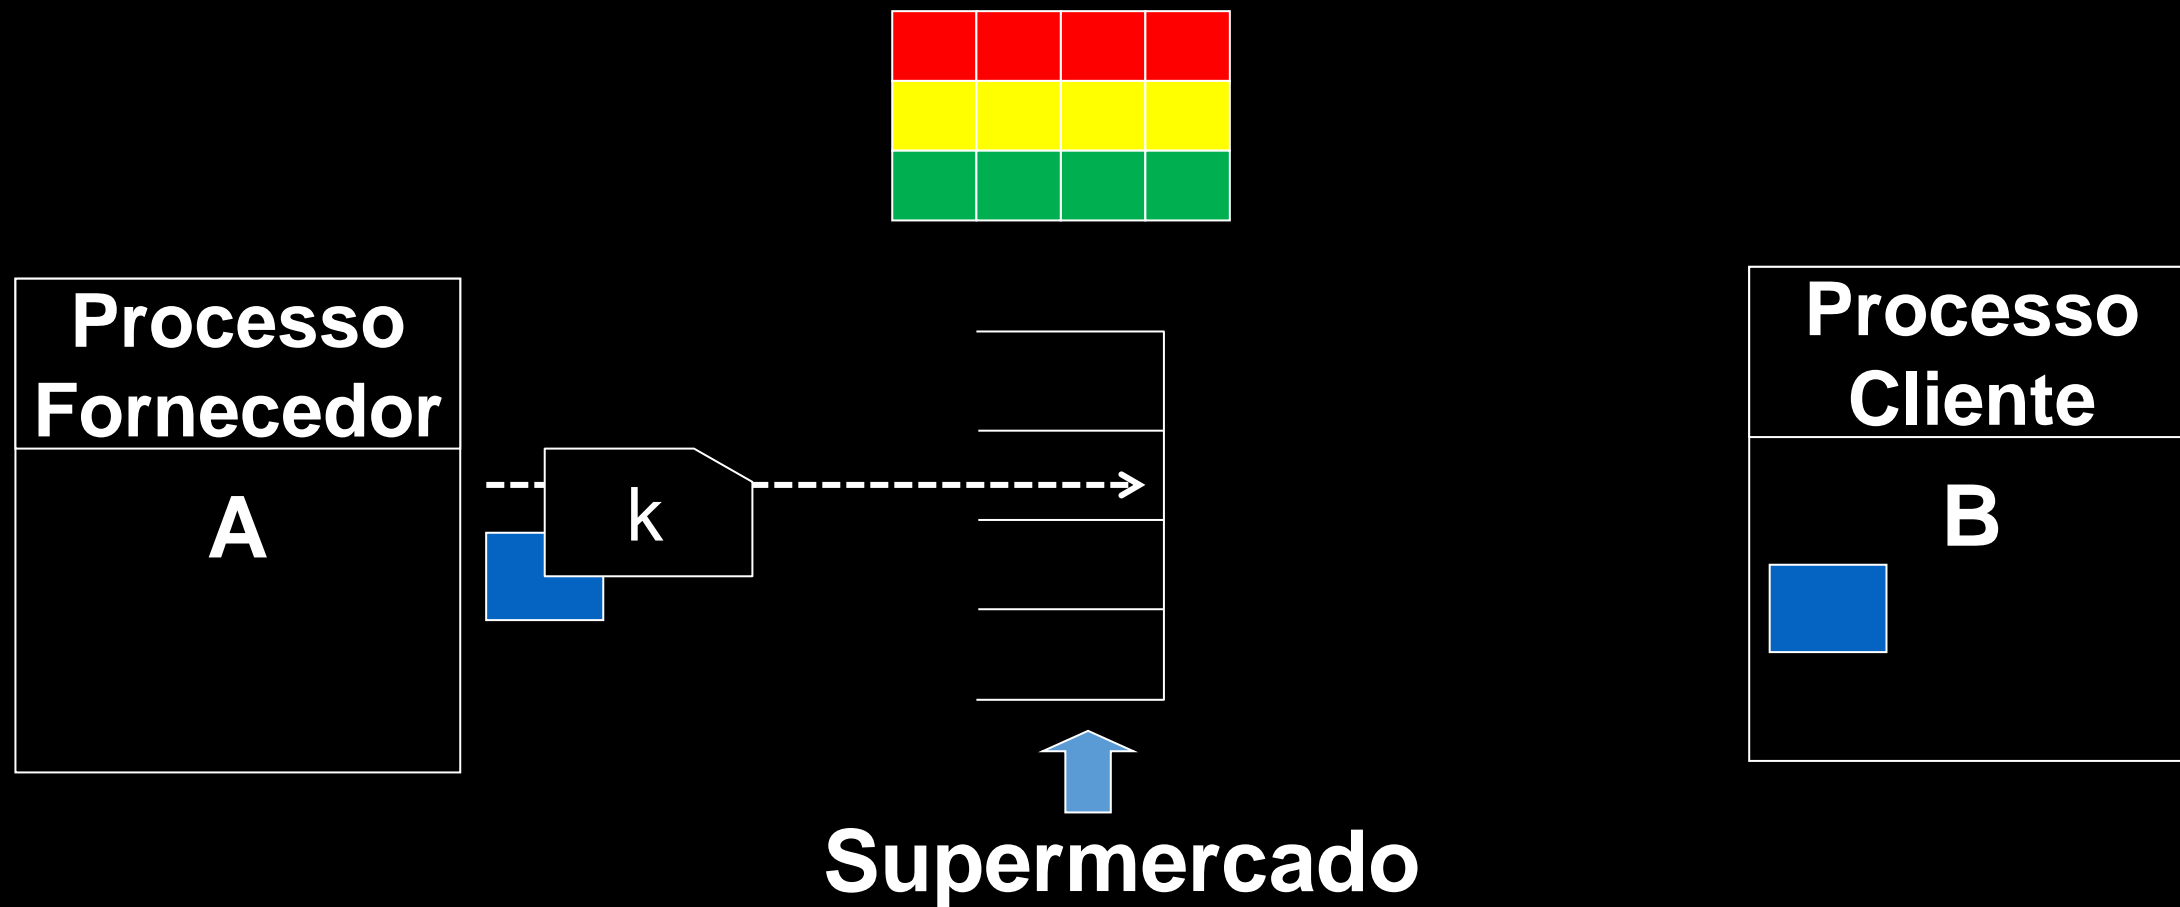 Processo
Fornecedor
A
k
Processo
Cliente
B
Supermercado